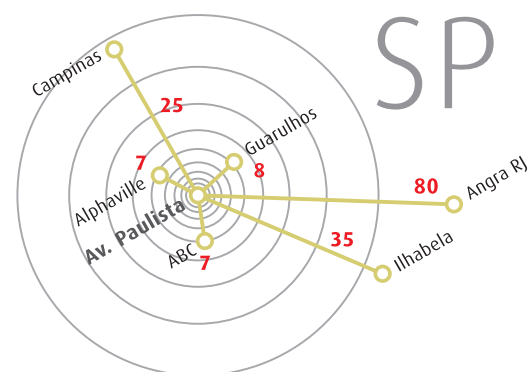 SP
Campinas
25
Guarulhos
7
8
Alphaville
80
Angra RJ
Av. Paulista
35
Ilhabela
ABC
7